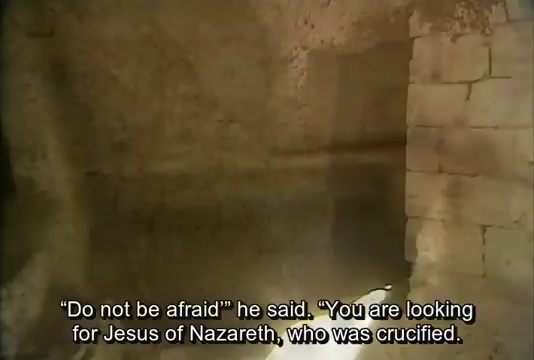 “Do not be afraid’” he said. “You are looking
for Jesus of Nazareth, who was crucified.